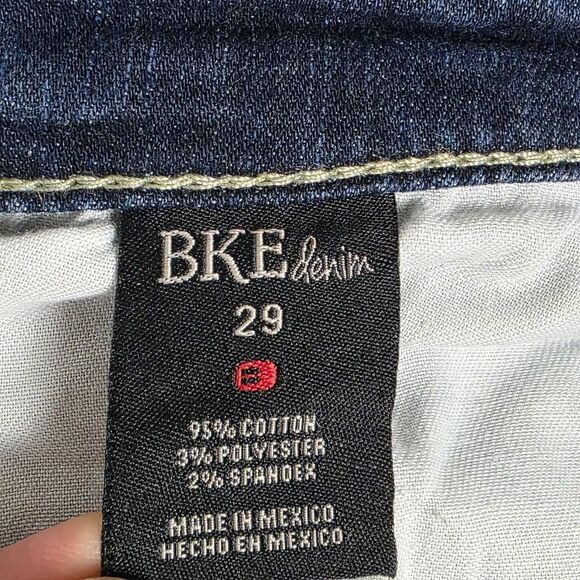 BKE denim
29
B
95% COTTON
3% POLYESTER
2% SPANDEX
MADE IN MEXICO
HECHO EN MEXICO